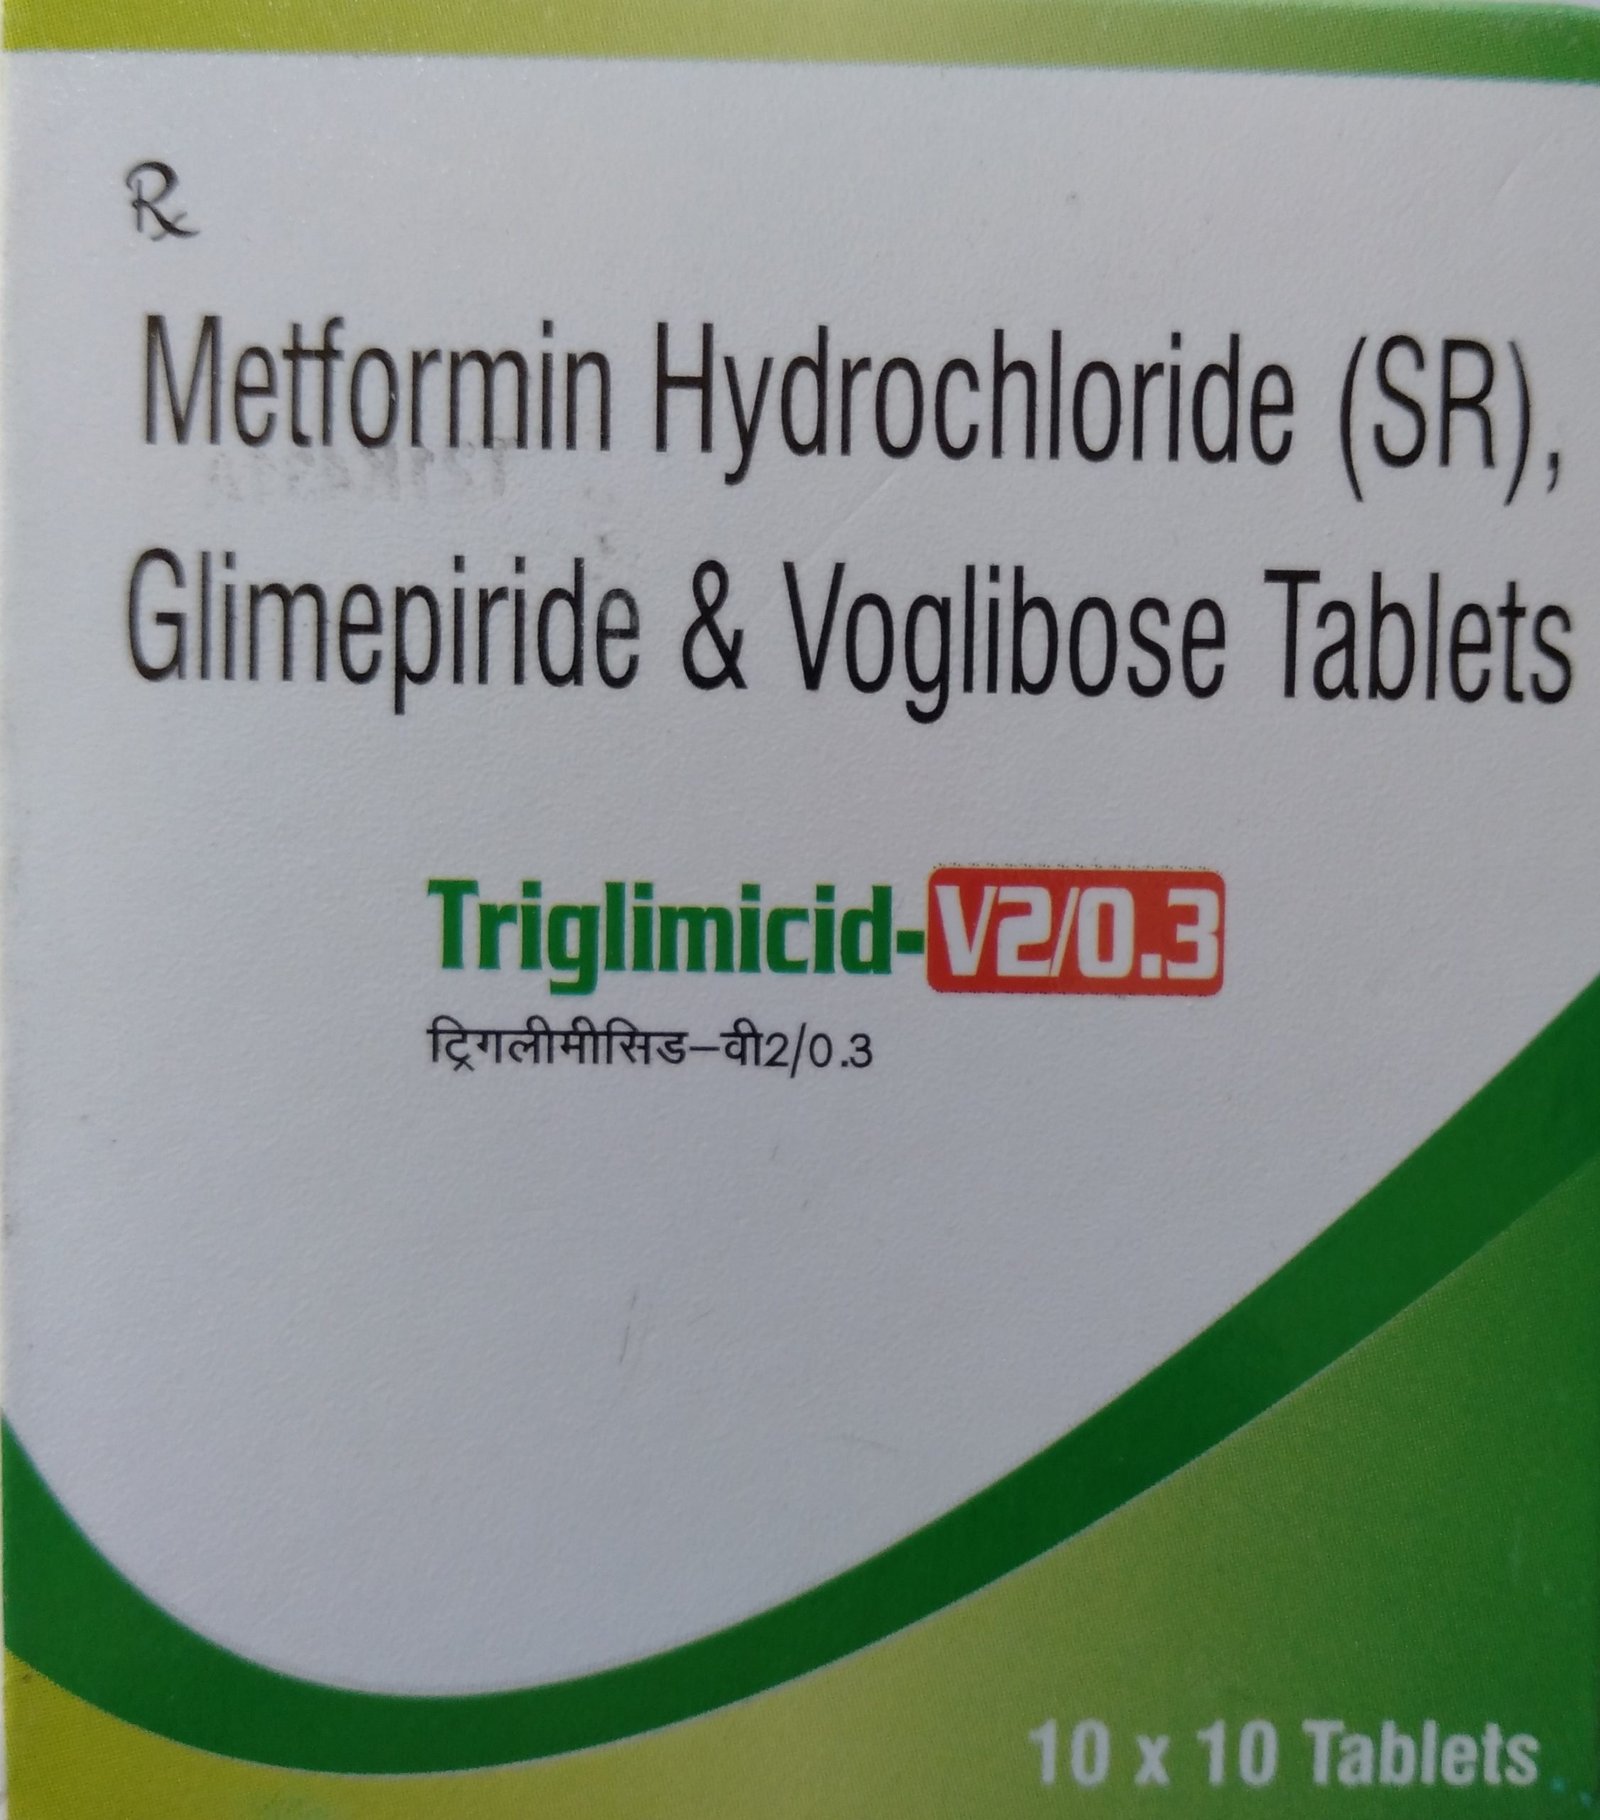 Rx
Metformin Hydrochloride (SR),
Glimepiride & Voglibose Tablets
Triglimicid-V2/0.3
ट्रिगलीमीसिड–वी2/0.3
10 x 10 Tablets